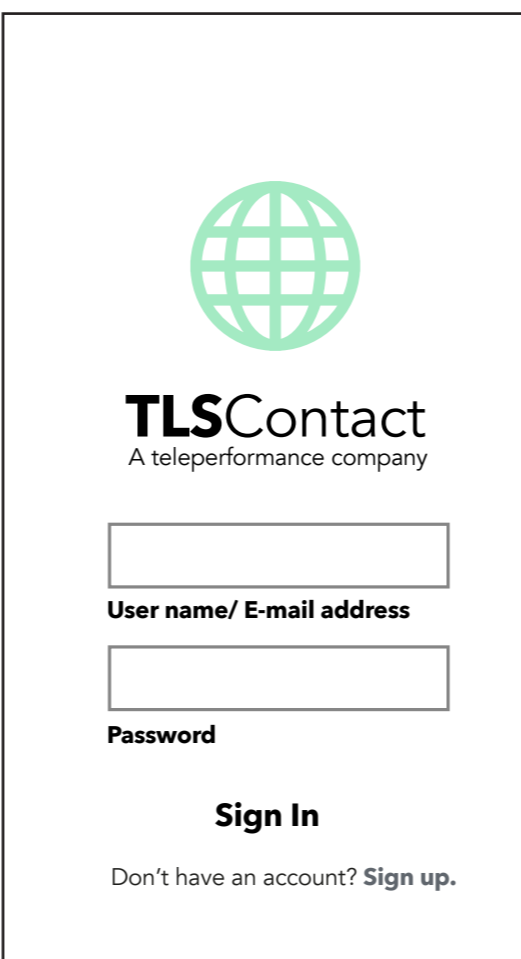 TLSContact
A teleperformance company
User name/ E-mail address
Password
Sign In
Don’t have an account? Sign up.